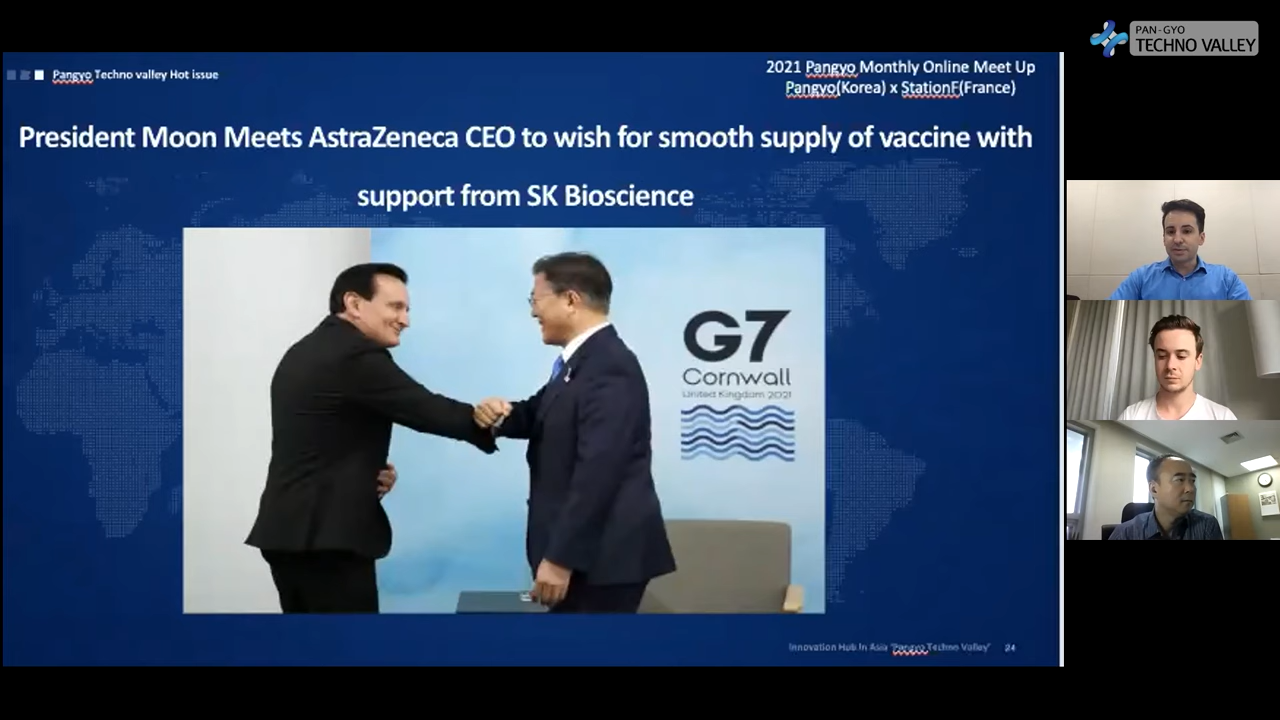 PAN-GYO
TECHNO VALLEY
Pangyo Techno valley Hot issue
2021 Pangyo Monthly Online Meet Up
Pangyo(Korea) x StationF(France)
President Moon Meets AstraZeneca CEO to wish for smooth supply of vaccine with
support from SK Bioscience
G7
Cornwall
United Kingdom 2021
Innovation Hub In Asia 'Pangyo Techno Valley' 24